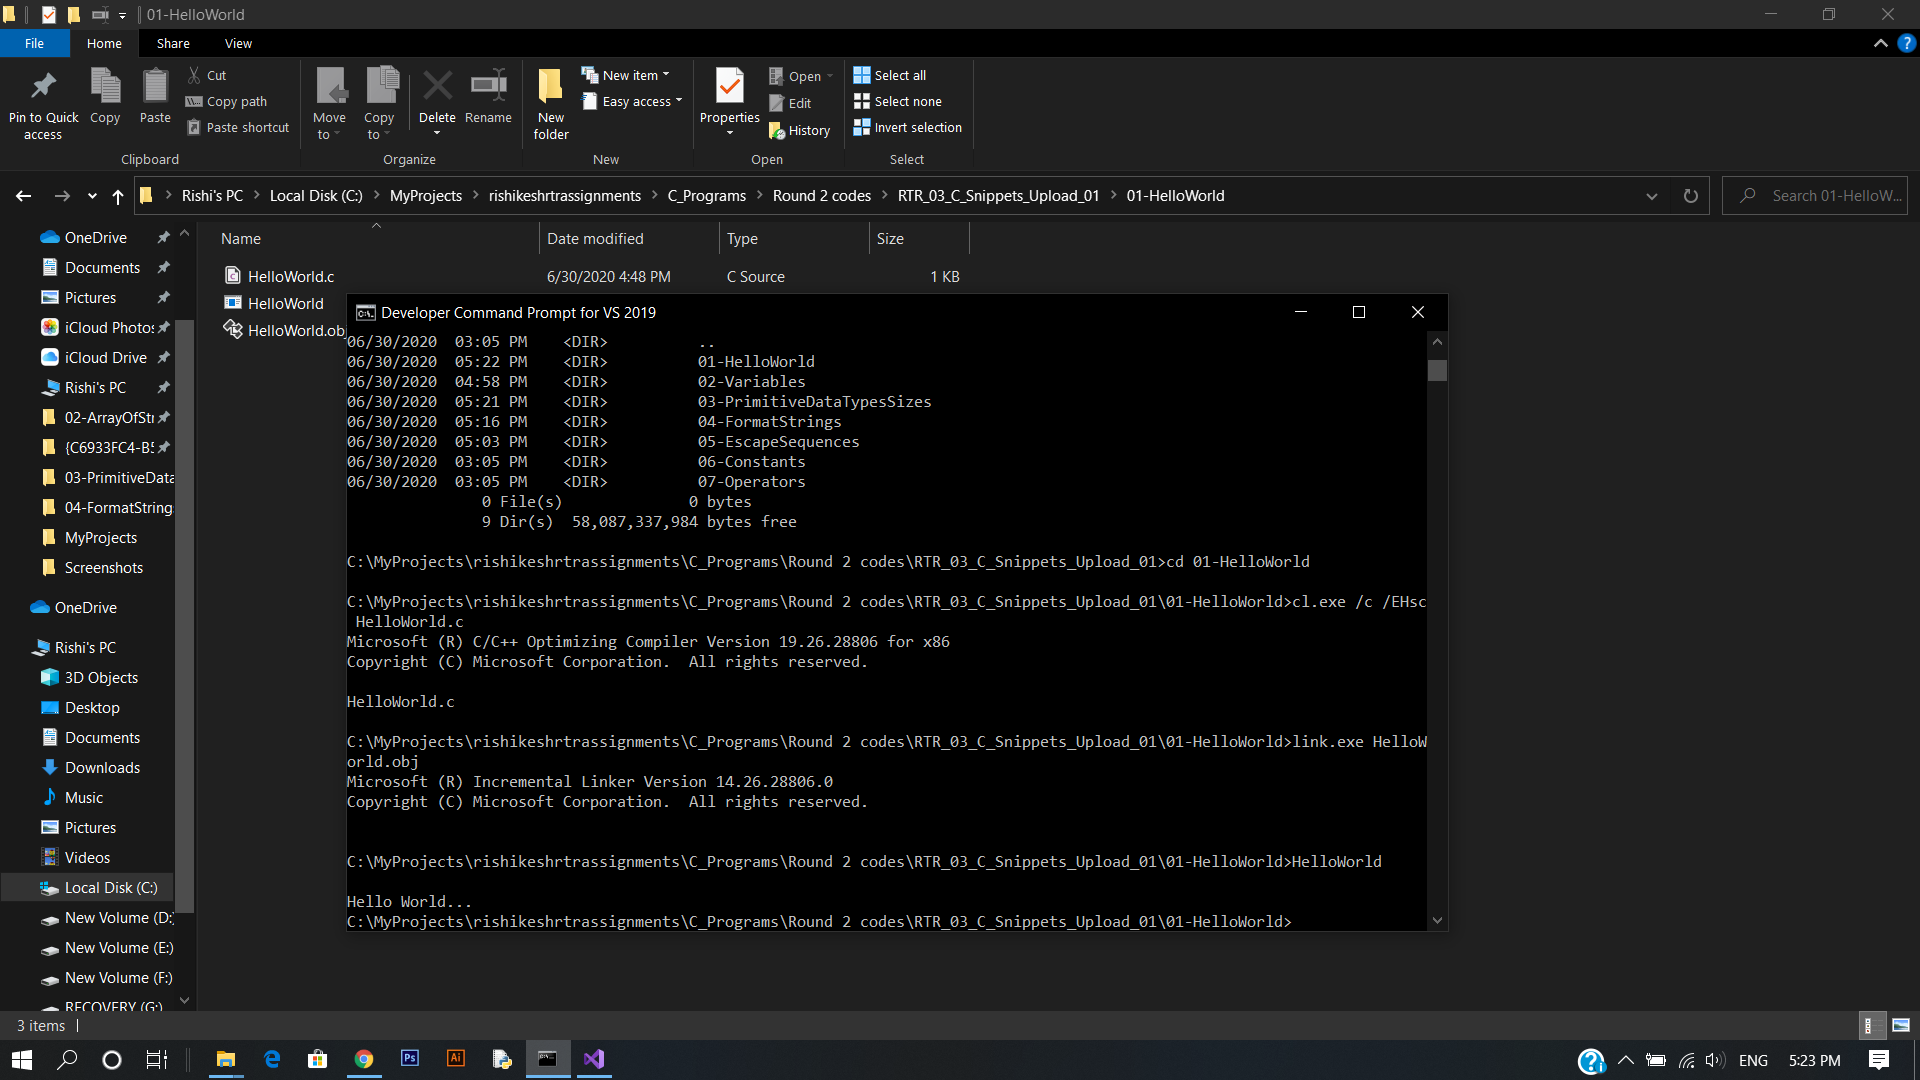 01-HelloWorld
File Home Share View
Pin to Quick access
Copy
Paste
Cut
Copy path
Paste shortcut
Clipboard
Move to
Copy to
Delete
Rename
Organize
New folder
New item
Easy access
New
Properties
Open
Edit
History
Open
Select all
Select none
Invert selection
Select
Rishi's PC > Local Disk (C:) > MyProjects > rishikeshrtrassignments > C_Programs > Round 2 codes > RTR_03_C_Snippets_Upload_01 > 01-HelloWorld
Search 01-HelloW...
OneDrive
Documents
Pictures
iCloud Photos
iCloud Drive
Rishi's PC
02-ArrayOfStr
{C6933FC4-B5
03-PrimitiveData
04-FormatString
MyProjects
Screenshots
OneDrive
Rishi's PC
3D Objects
Desktop
Documents
Downloads
Music
Pictures
Videos
Local Disk (C:)
New Volume (D:)
New Volume (E:)
New Volume (F:)
RECOVERY (G:)
Name Date modified Type Size
HelloWorld.c 6/30/2020 4:48 PM C Source 1 KB
HelloWorld
HelloWorld.ob
Developer Command Prompt for VS 2019
06/30/2020 03:05 PM <DIR> ..
06/30/2020 05:22 PM <DIR> 01-HelloWorld
06/30/2020 04:58 PM <DIR> 02-Variables
06/30/2020 05:21 PM <DIR> 03-PrimitiveDataTypesSizes
06/30/2020 05:16 PM <DIR> 04-FormatStrings
06/30/2020 05:03 PM <DIR> 05-EscapeSequences
06/30/2020 03:05 PM <DIR> 06-Constants
06/30/2020 03:05 PM <DIR> 07-Operators
0 File(s) 0 bytes
9 Dir(s) 58,087,337,984 bytes free
C:\MyProjects\rishikeshrtrassignments\C_Programs\Round 2 codes\RTR_03_C_Snippets_Upload_01>cd 01-HelloWorld
C:\MyProjects\rishikeshrtrassignments\C_Programs\Round 2 codes\RTR_03_C_Snippets_Upload_01\01-HelloWorld>cl.exe /c /EHsc
HelloWorld.c
Microsoft (R) C/C++ Optimizing Compiler Version 19.26.28806 for x86
Copyright (C) Microsoft Corporation. All rights reserved.
HelloWorld.c
C:\MyProjects\rishikeshrtrassignments\C_Programs\Round 2 codes\RTR_03_C_Snippets_Upload_01\01-HelloWorld>link.exe HelloW
orld.obj
Microsoft (R) Incremental Linker Version 14.26.28806.0
Copyright (C) Microsoft Corporation. All rights reserved.
C:\MyProjects\rishikeshrtrassignments\C_Programs\Round 2 codes\RTR_03_C_Snippets_Upload_01\01-HelloWorld>HelloWorld
Hello World...
C:\MyProjects\rishikeshrtrassignments\C_Programs\Round 2 codes\RTR_03_C_Snippets_Upload_01\01-HelloWorld>
3 items
Ps
Ai
ENG
5:23 PM